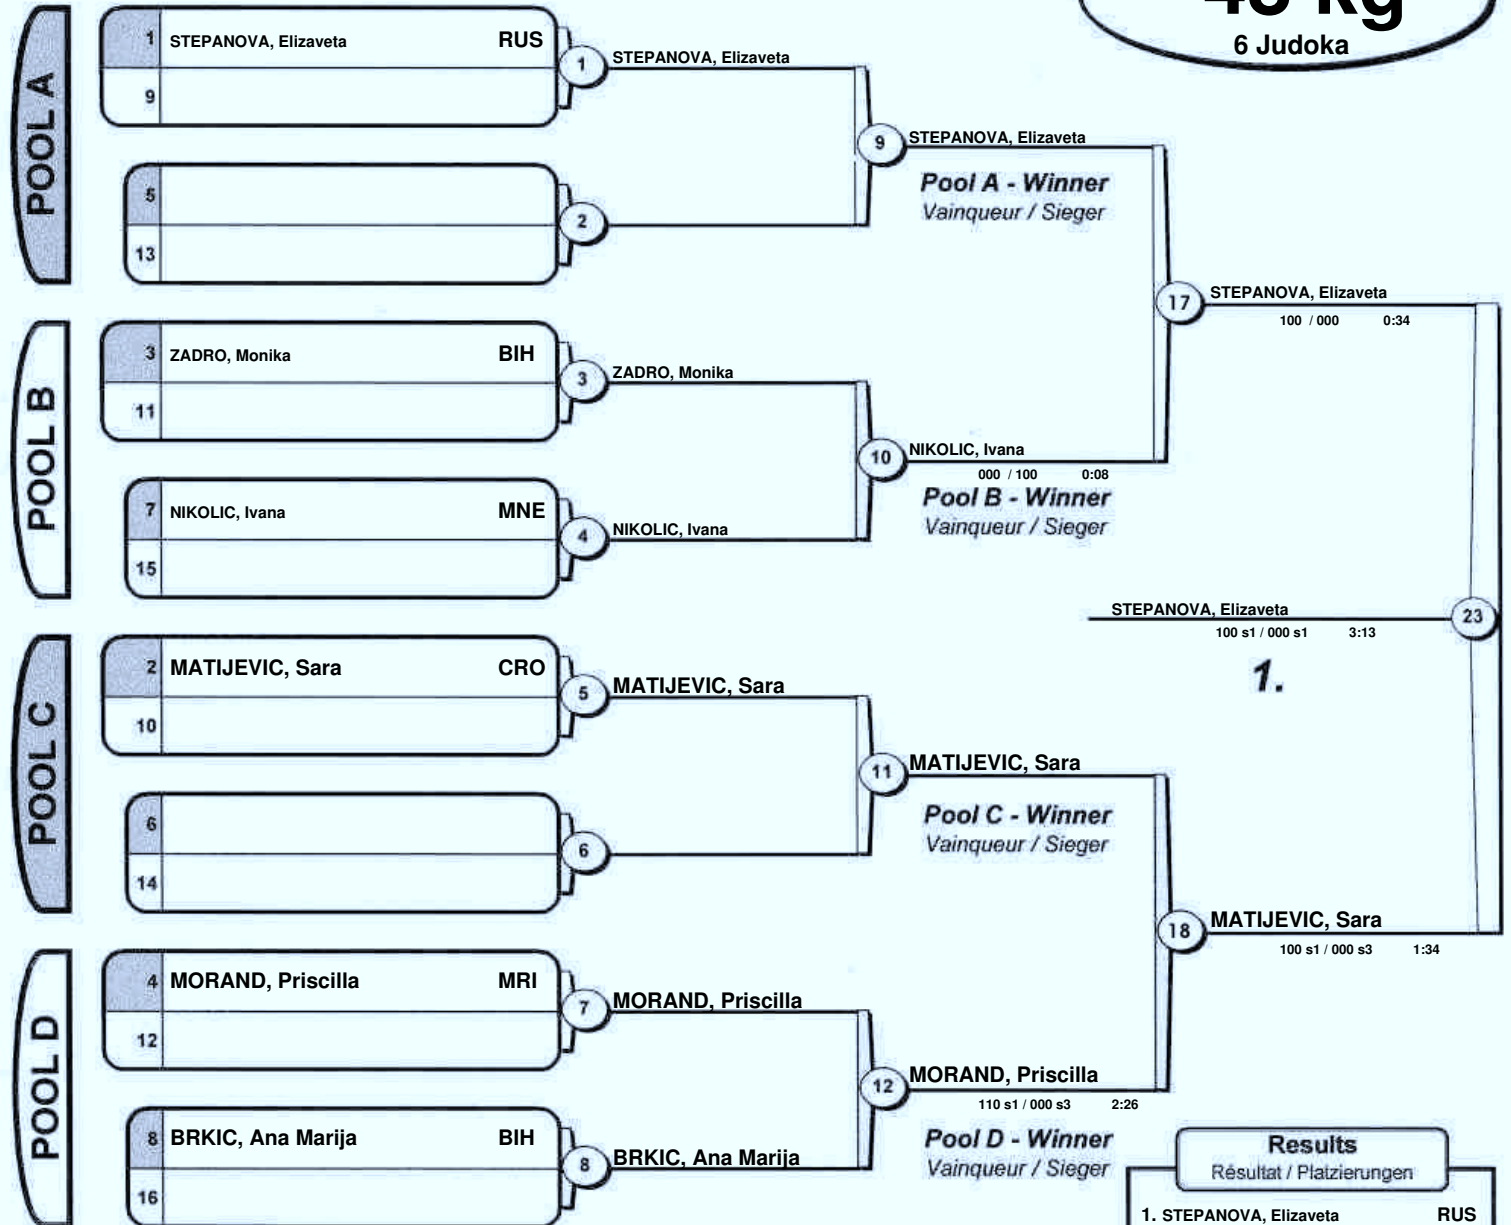 48 kg
6 Judoka
POOL A
1 STEPANOVA, Elizaveta RUS
9
5
13
1 STEPANOVA, Elizaveta
2
9 STEPANOVA, Elizaveta
Pool A - Winner
Vainqueur / Sieger
POOL B
3 ZADRO, Monika BIH
11
7 NIKOLIC, Ivana MNE
15
3 ZADRO, Monika
4 NIKOLIC, Ivana
10 NIKOLIC, Ivana
000 / 100 0:08
Pool B - Winner
Vainqueur / Sieger
17 STEPANOVA, Elizaveta
100 / 000 0:34
STEPANOVA, Elizaveta 23
100 s1 / 000 s1 3:13
1.
POOL C
2 MATIJEVIC, Sara CRO
10
6
14
5 MATIJEVIC, Sara
6
11 MATIJEVIC, Sara
Pool C - Winner
Vainqueur / Sieger
18 MATIJEVIC, Sara
100 s1 / 000 s3 1:34
POOL D
4 MORAND, Priscilla MRI
12
8 BRKIC, Ana Marija BIH
16
7 MORAND, Priscilla
8 BRKIC, Ana Marija
12 MORAND, Priscilla
110 s1 / 000 s3 2:26
Pool D - Winner
Vainqueur / Sieger
Results
Résultat / Platzierungen
1. STEPANOVA, Elizaveta RUS